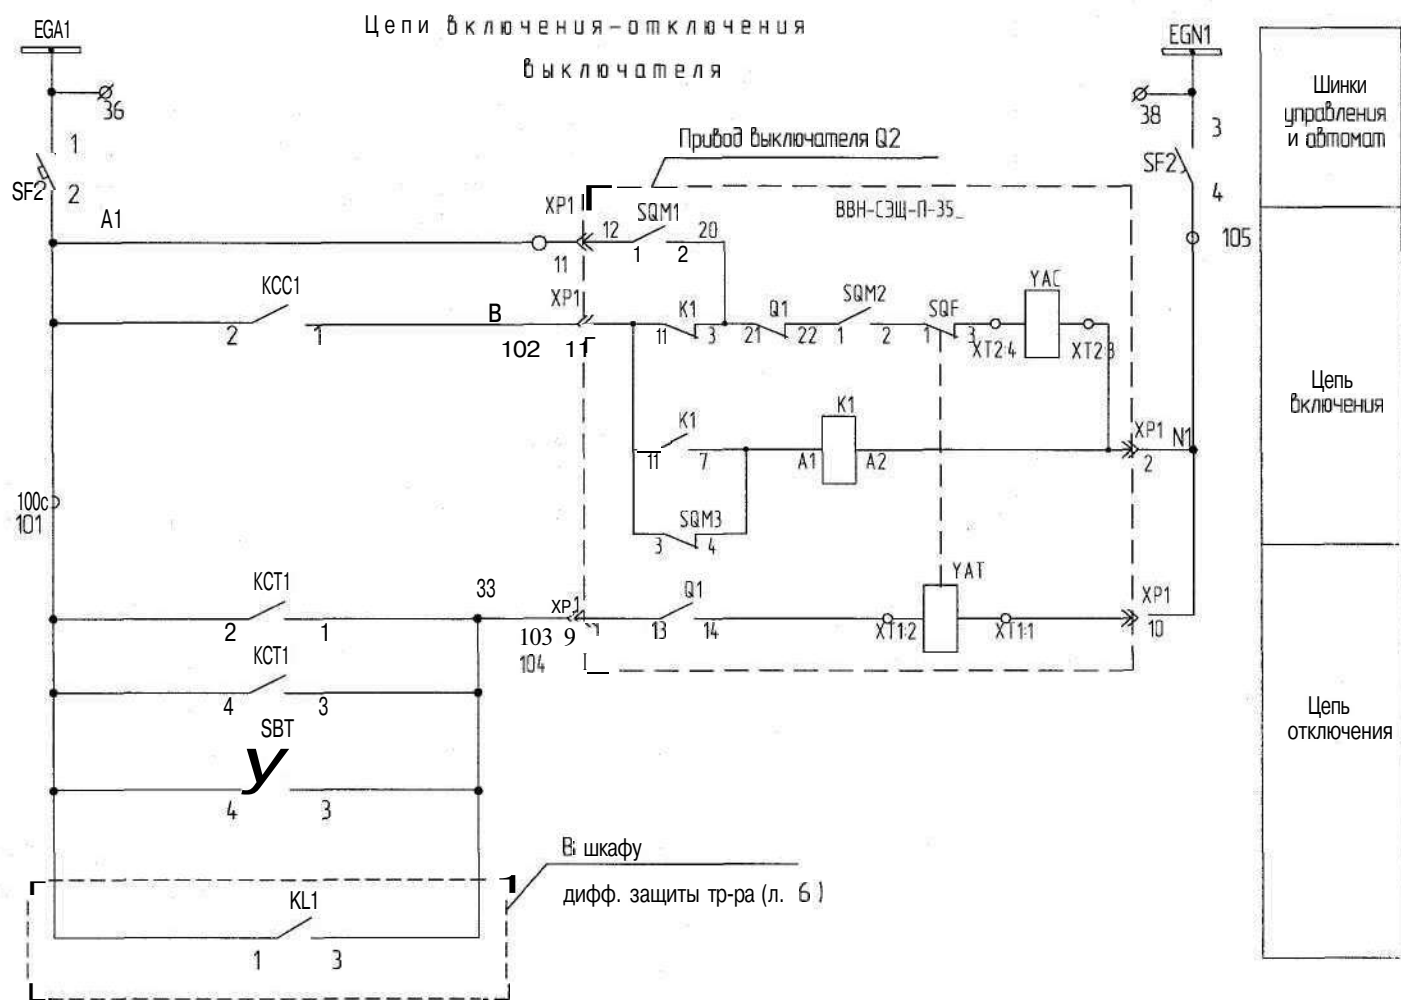 Цепи включения-отключения
выключателя
EGA1
EGN1
36
38
1
3
SF2
2
SF2
4
Шинки
управления
и автомат
Привод выключателя Q2
ВВН-СЭЩ-П-35_
A1
XP1
11
12
SQM1
20
1
2
105
KCC1
2
1
B
102
XP1
11
K1
11
3
Q1
21
22
SQM2
1
2
SQF
1
3
YAC
XT2:4
XT2:3
Цепь
включения
K1
11
7
K1
A1
A2
XP1
2
N1
100c
101
SQM3
3
4
KCT1
2
1
33
XP1
103
9
104
Q1
13
14
YAT
XT1:2
XT1:1
XP1
10
KCT1
4
3
SBT
4
3
Цепь
отключения
В шкафу
дифф. защиты тр-ра (л. 6)
KL1
1
3